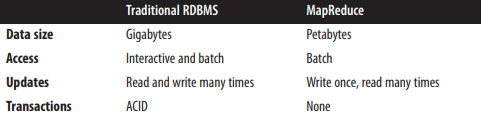 Traditional RDBMS MapReduce
Data size Gigabytes Petabytes
Access Interactive and batch Batch
Updates Read and write many times Write once, read many times
Transactions ACID None